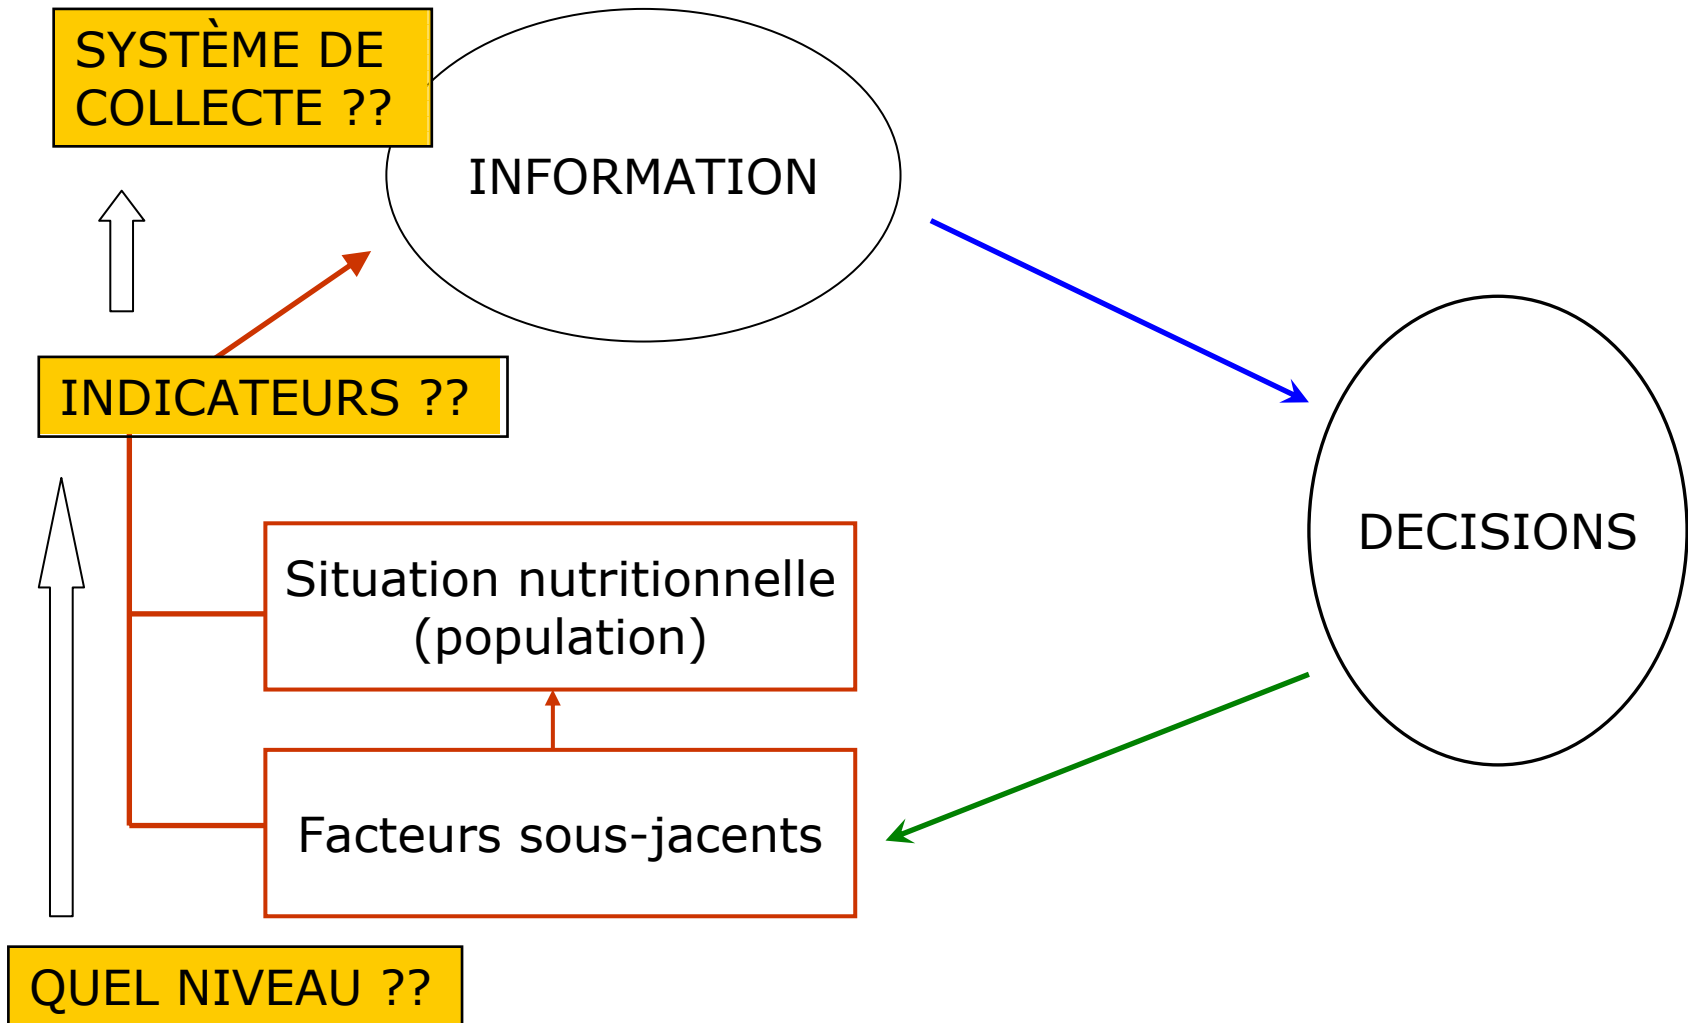 SYSTÈME DE
COLLECTE ??
INFORMATION
INDICATEURS ??
DECISIONS
Situation nutritionnelle
(population)
Facteurs sous-jacents
QUEL NIVEAU ??